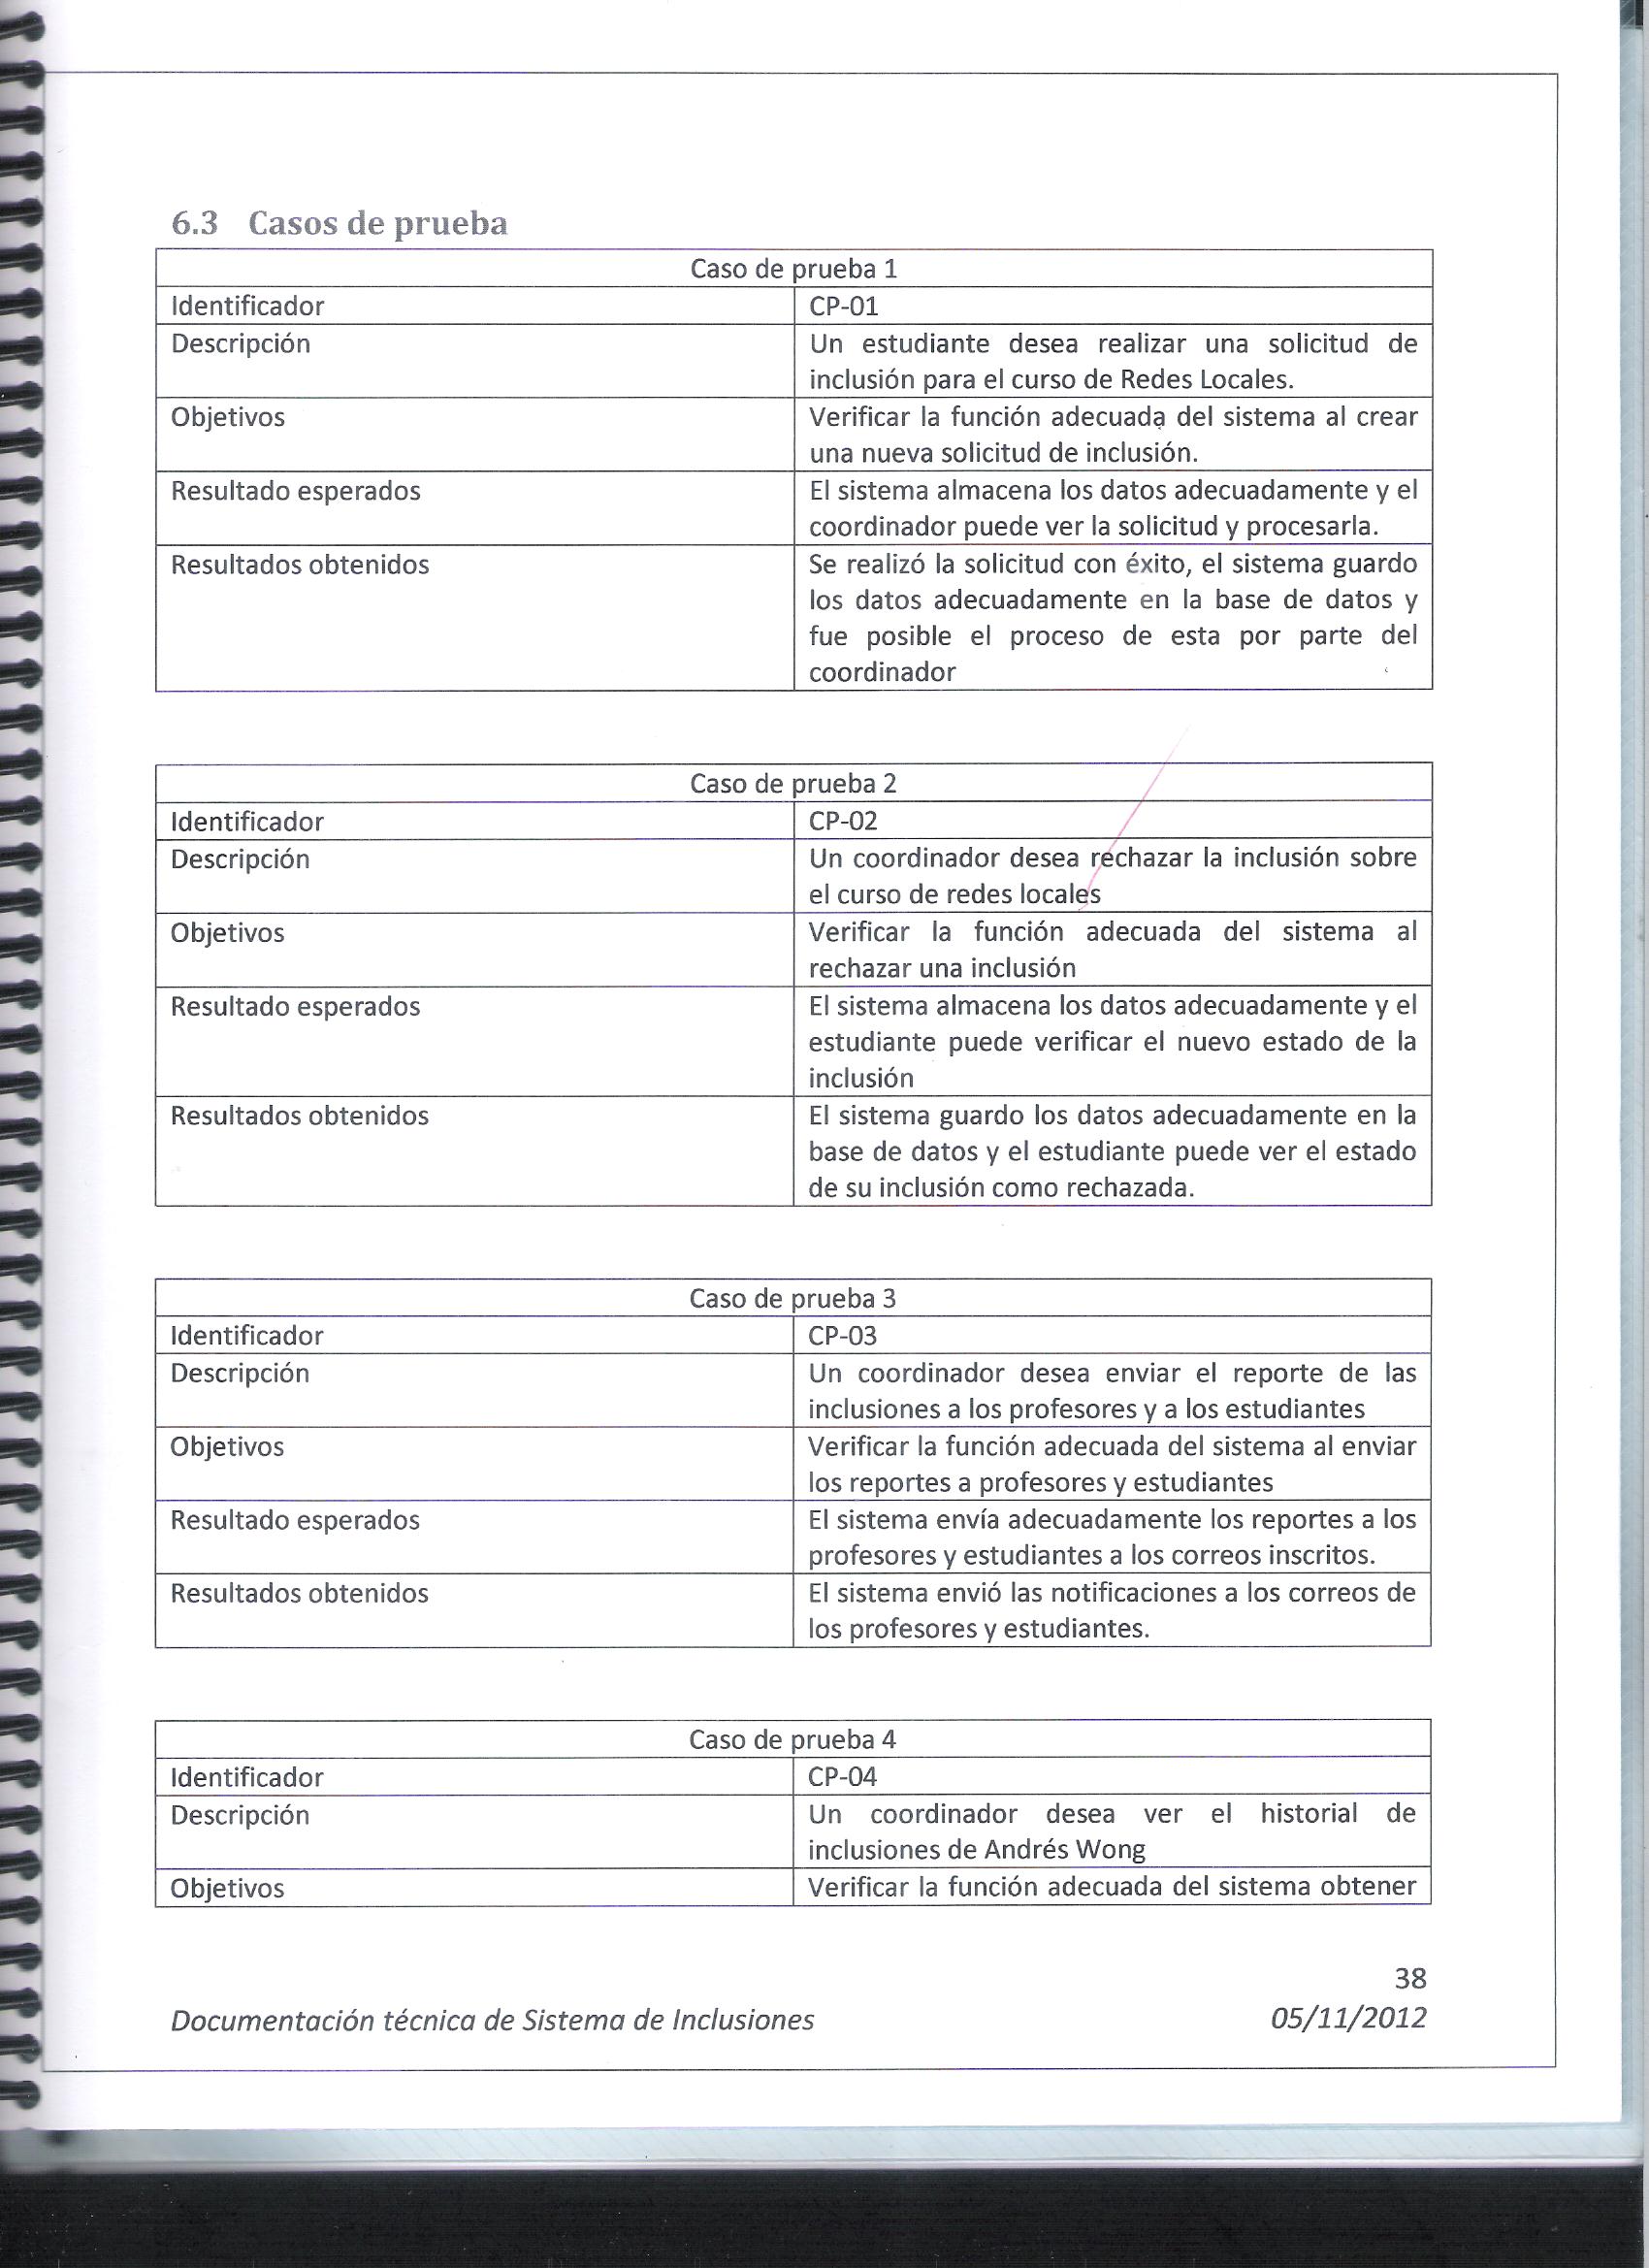 6.3 Casos de prueba
Caso de prueba 1
Identificador CP-01
Descripción Un estudiante desea realizar una solicitud de
inclusión para el curso de Redes Locales.
Objetivos Verificar la función adecuada del sistema al crear
una nueva solicitud de inclusión.
Resultado esperados El sistema almacena los datos adecuadamente y el
coordinador puede ver la solicitud y procesarla.
Resultados obtenidos Se realizó la solicitud con éxito, el sistema guardo
los datos adecuadamente en la base de datos y
fue posible el proceso de esta por parte del
coordinador
Caso de prueba 2
Identificador CP-02
Descripción Un coordinador desea rechazar la inclusión sobre
el curso de redes locales
Objetivos Verificar la función adecuada del sistema al
rechazar una inclusión
Resultado esperados El sistema almacena los datos adecuadamente y el
estudiante puede verificar el nuevo estado de la
inclusión
Resultados obtenidos El sistema guardo los datos adecuadamente en la
base de datos y el estudiante puede ver el estado
de su inclusión como rechazada.
Caso de prueba 3
Identificador CP-03
Descripción Un coordinador desea enviar el reporte de las
inclusiones a los profesores y a los estudiantes
Objetivos Verificar la función adecuada del sistema al enviar
los reportes a profesores y estudiantes
Resultado esperados El sistema envía adecuadamente los reportes a los
profesores y estudiantes a los correos inscritos.
Resultados obtenidos El sistema envió las notificaciones a los correos de
los profesores y estudiantes.
Caso de prueba 4
Identificador CP-04
Descripción Un coordinador desea ver el historial de
inclusiones de Andrés Wong
Objetivos Verificar la función adecuada del sistema obtener
38
Documentación técnica de Sistema de Inclusiones 05/11/2012